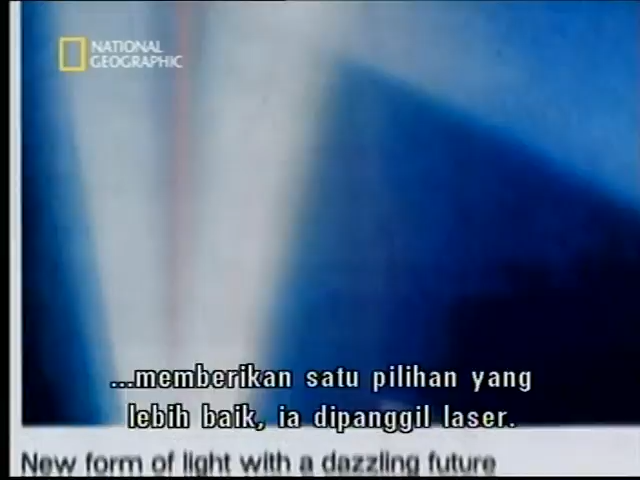 NATIONAL
GEOGRAPHIC
...memberikan satu pilihan yang
lebih baik, ia dipanggil laser.
New form of light with a dazzling future